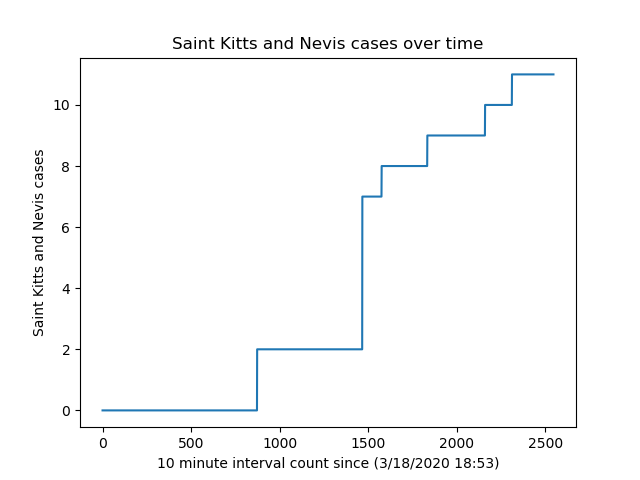 Saint Kitts and Nevis cases over time
Saint Kitts and Nevis cases
10
8
6
4
2
0
0 500 1000 1500 2000 2500
10 minute interval count since (3/18/2020 18:53)